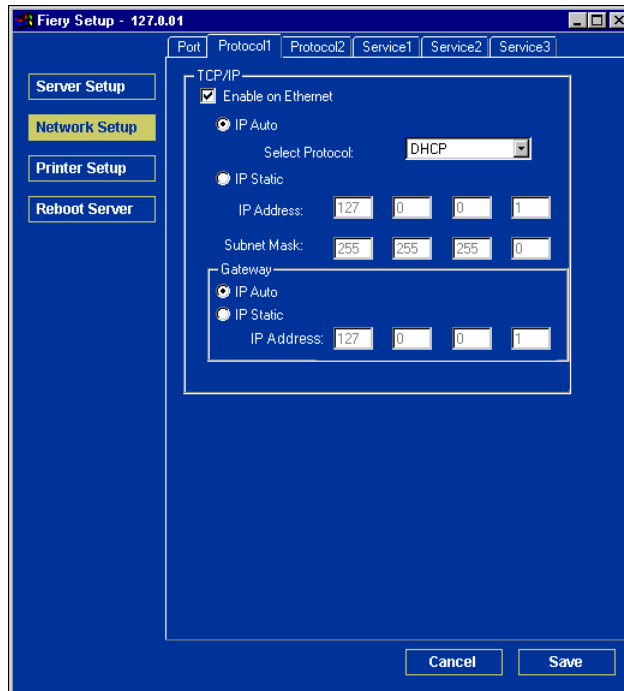 Fiery Setup - 127.0.01
Port Protocol1 Protocol2 Service1 Service2 Service3
Server Setup
Network Setup
Printer Setup
Reboot Server
TCP/IP
Enable on Ethernet
IP Auto
Select Protocol: DHCP
IP Static
IP Address: 127 0 0 1
Subnet Mask: 255 255 255 0
Gateway
IP Auto
IP Static
IP Address: 127 0 0 1
Cancel Save